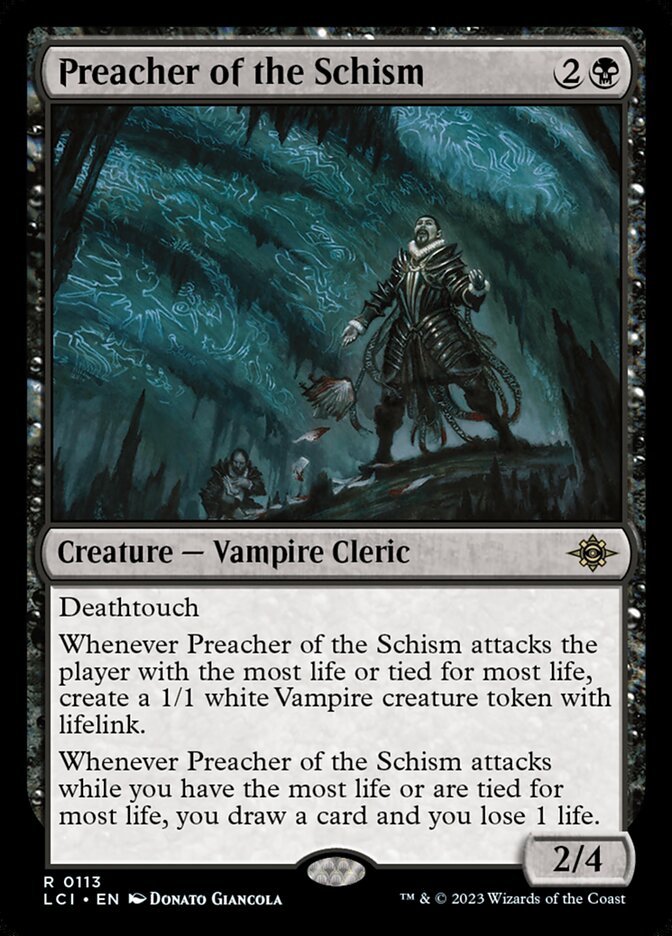 Preacher of the Schism 2
Creature — Vampire Cleric
Deathtouch
Whenever Preacher of the Schism attacks the
player with the most life or tied for most life,
create a 1/1 white Vampire creature token with
lifelink.
Whenever Preacher of the Schism attacks
while you have the most life or are tied for
most life, you draw a card and you lose 1 life.
2/4
R 0113
LCI • EN Donato Giancola
™ & © 2023 Wizards of the Coast